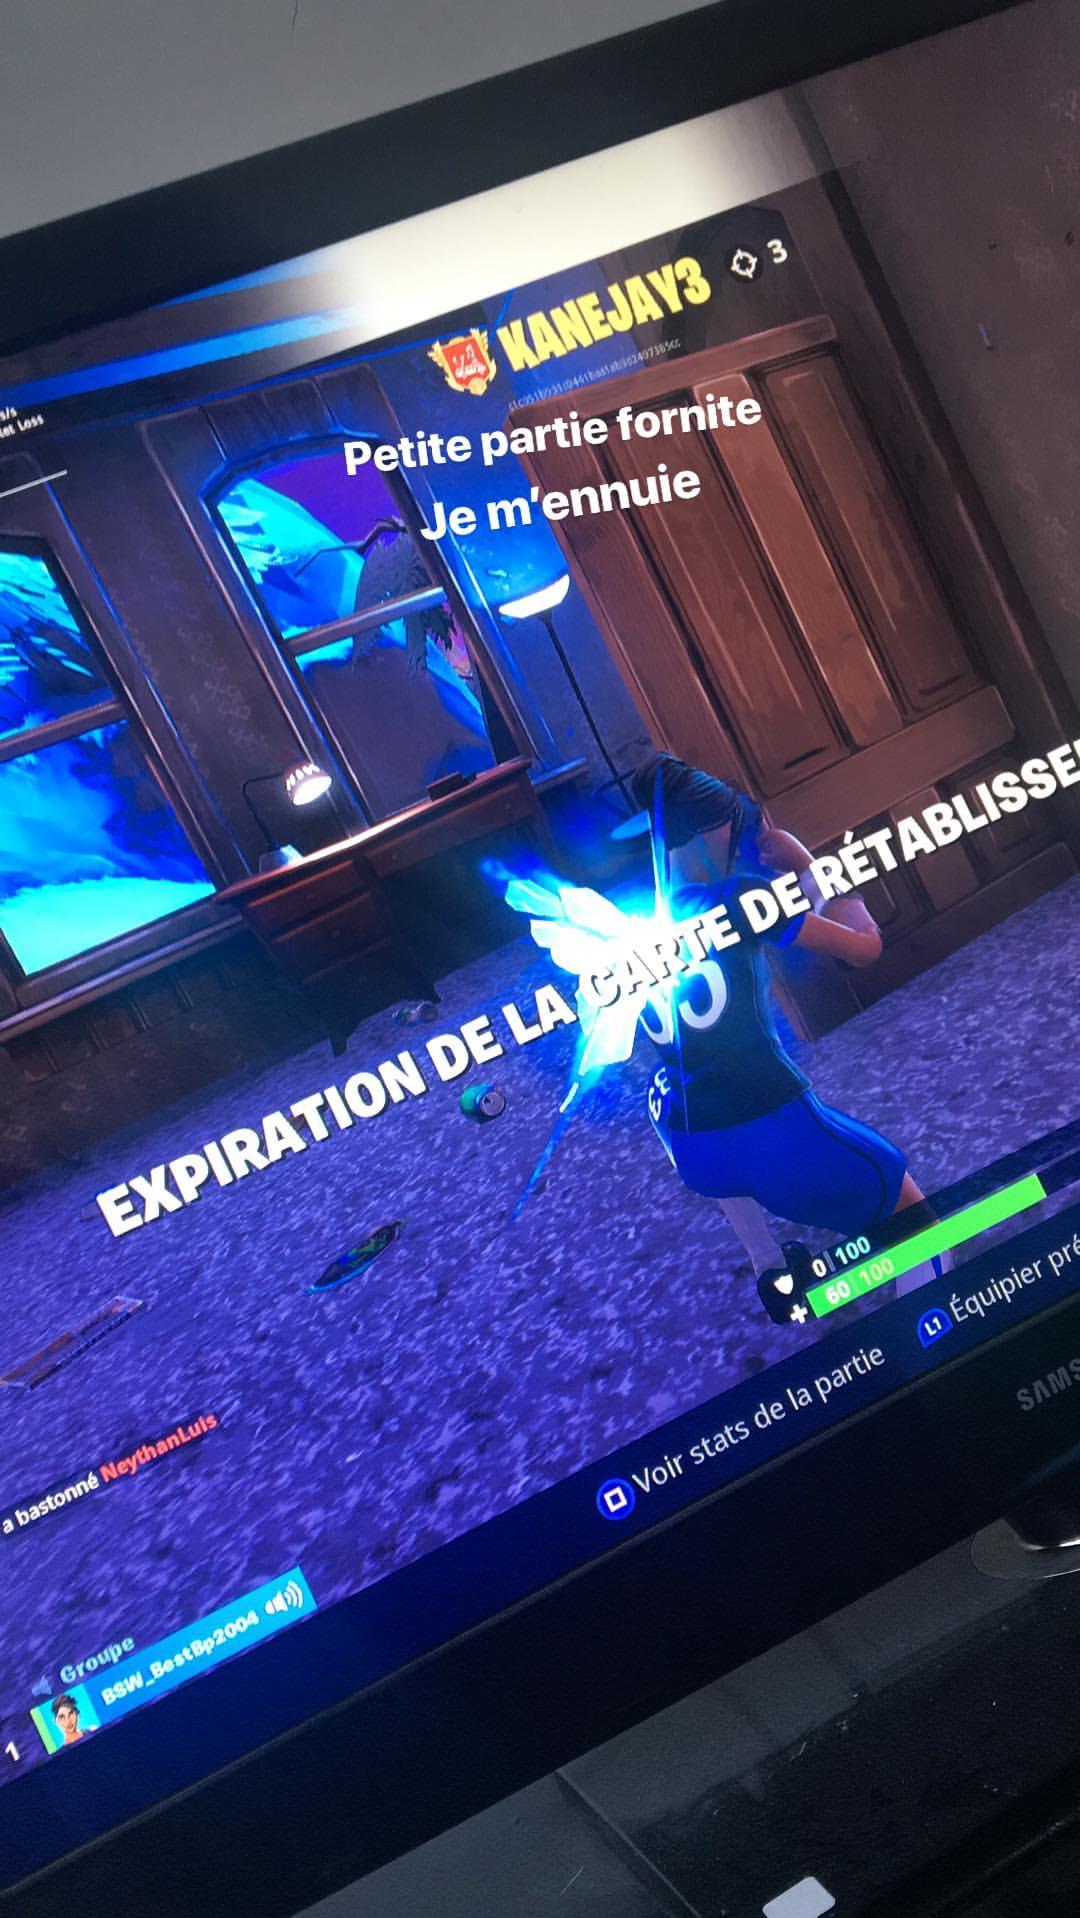 KANEJAY3 3
Petite partie fornite
Je m’ennuie
EXPIRATION DE LA CARTE DE RÉTABLISSE
0|100
60|100
L1 Équipier pré
Voir stats de la partie
SAMS
a bastonné NeythanLuis
Groupe
1 BSW_BestBp2004